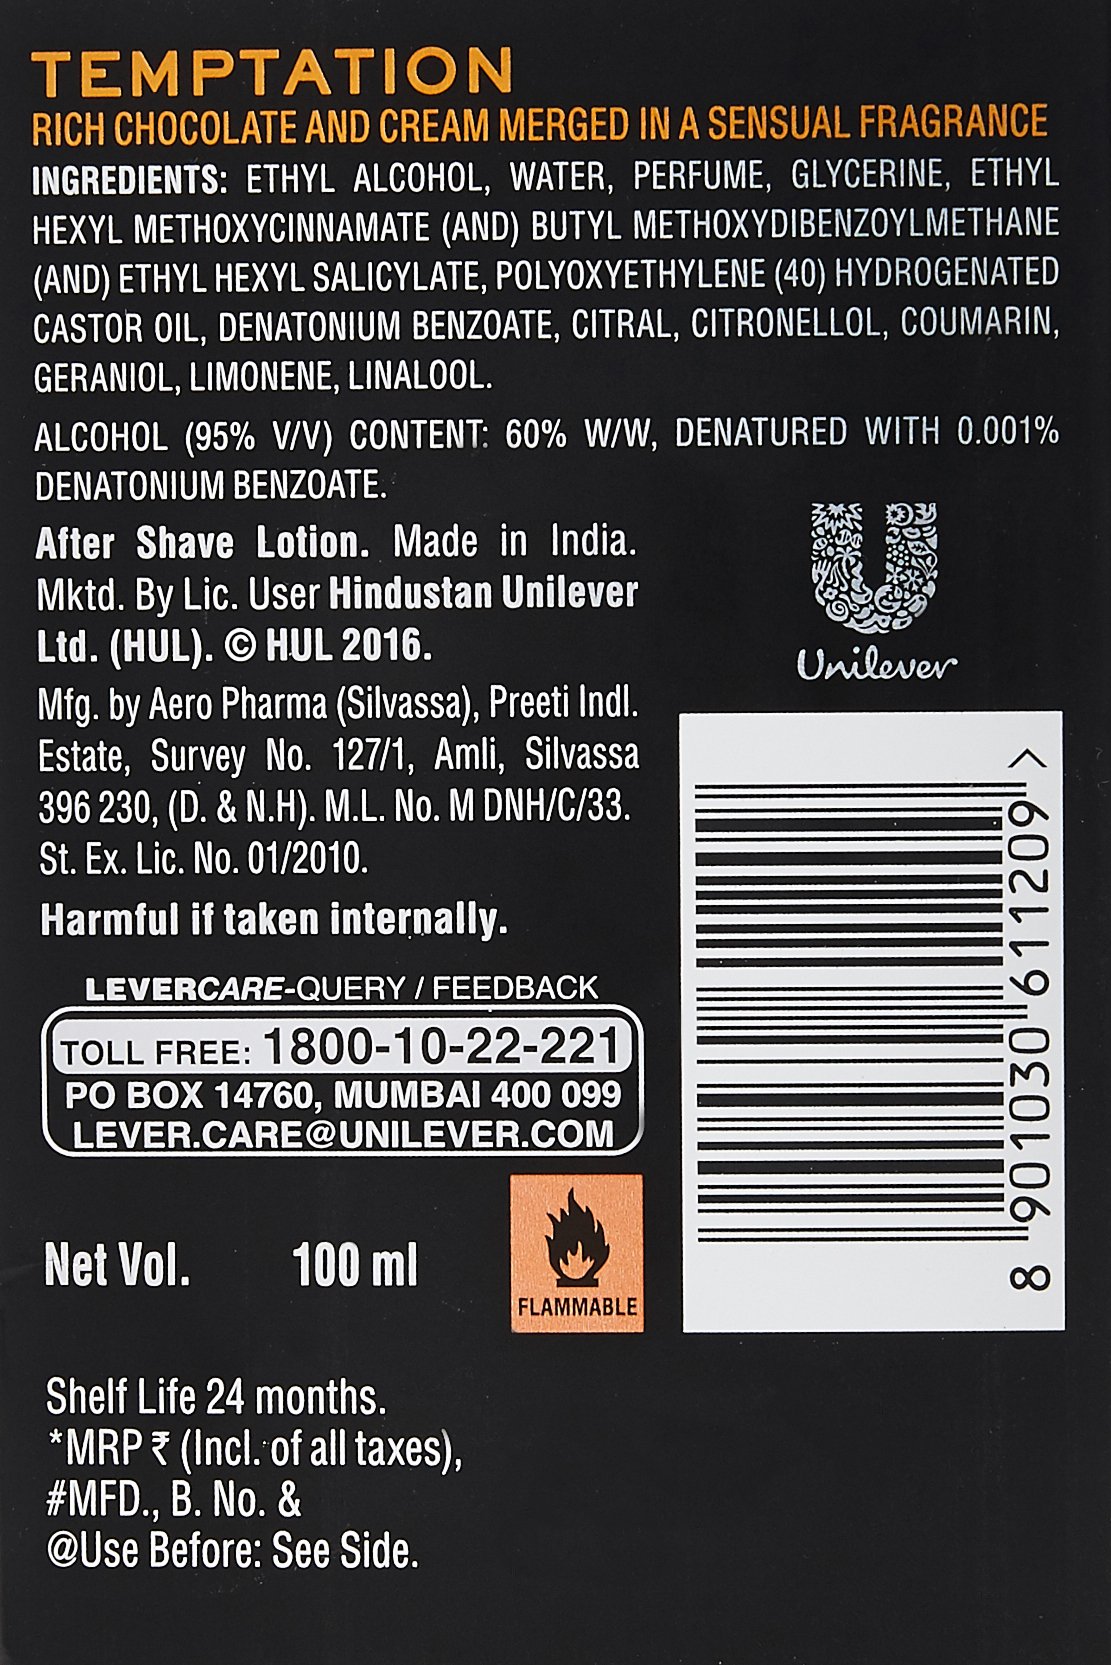 TEMPTATION
RICH CHOCOLATE AND CREAM MERGED IN A SENSUAL FRAGRANCE
INGREDIENTS: ETHYL ALCOHOL, WATER, PERFUME, GLYCERINE, ETHYL
HEXYL METHOXYCINNAMATE (AND) BUTYL METHOXYDIBENZOYLMETHANE
(AND) ETHYL HEXYL SALICYLATE, POLYOXYETHYLENE (40) HYDROGENATED
CASTOR OIL, DENATONIUM BENZOATE, CITRAL, CITRONELLOL, COUMARIN,
GERANIOL, LIMONENE, LINALOOL.
ALCOHOL (95% V/V) CONTENT: 60% W/W, DENATURED WITH 0.001%
DENATONIUM BENZOATE.
After Shave Lotion. Made in India.
Mktd. By Lic. User Hindustan Unilever
Ltd. (HUL). © HUL 2016.
Mfg. by Aero Pharma (Silvassa), Preeti Indl.
Estate, Survey No. 127/1, Amli, Silvassa
396 230, (D. & N.H). M.L. No. M DNH/C/33.
St. Ex. Lic. No. 01/2010.
Harmful if taken internally.
Unilever
LEVERCARE-QUERY / FEEDBACK
TOLL FREE: 1800-10-22-221
PO BOX 14760, MUMBAI 400 099
LEVER.CARE@UNILEVER.COM
8 901030 611209 >
Net Vol. 100 ml
FLAMMABLE
Shelf Life 24 months.
*MRP ₹ (Incl. of all taxes),
#MFD., B. No. &
@Use Before: See Side.